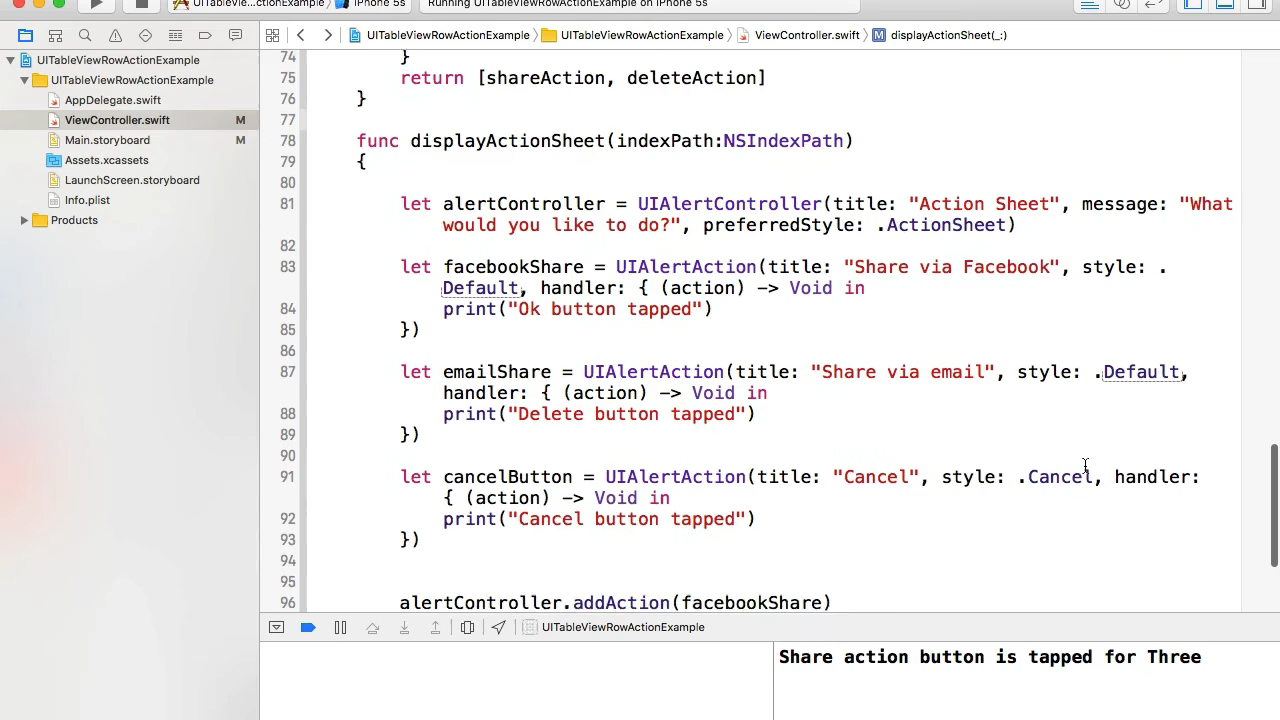 UITableVie...ctionExample
iPhone 5s
Running UITableViewRowActionExample on iPhone 5s
UITableViewRowActionExample
UITableViewRowActionExample
ViewController.swift
displayActionSheet(_:)
UITableViewRowActionExample
UITableViewRowActionExample
AppDelegate.swift
ViewController.swift M
Main.storyboard M
Assets.xcassets
LaunchScreen.storyboard
Info.plist
Products
74 }
75 return [shareAction, deleteAction]
76 }
77
78 func displayActionSheet(indexPath:NSIndexPath)
79 {
80
81 let alertController = UIAlertController(title: "Action Sheet", message: "What
would you like to do?", preferredStyle: .ActionSheet)
82
83 let facebookShare = UIAlertAction(title: "Share via Facebook", style: .
Default, handler: { (action) -> Void in
84 print("Ok button tapped")
85 })
86
87 let emailShare = UIAlertAction(title: "Share via email", style: .Default,
handler: { (action) -> Void in
88 print("Delete button tapped")
89 })
90
91 let cancelButton = UIAlertAction(title: "Cancel", style: .Cancel, handler:
{ (action) -> Void in
92 print("Cancel button tapped")
93 })
94
95
96 alertController.addAction(facebookShare)
UITableViewRowActionExample
Share action button is tapped for Three